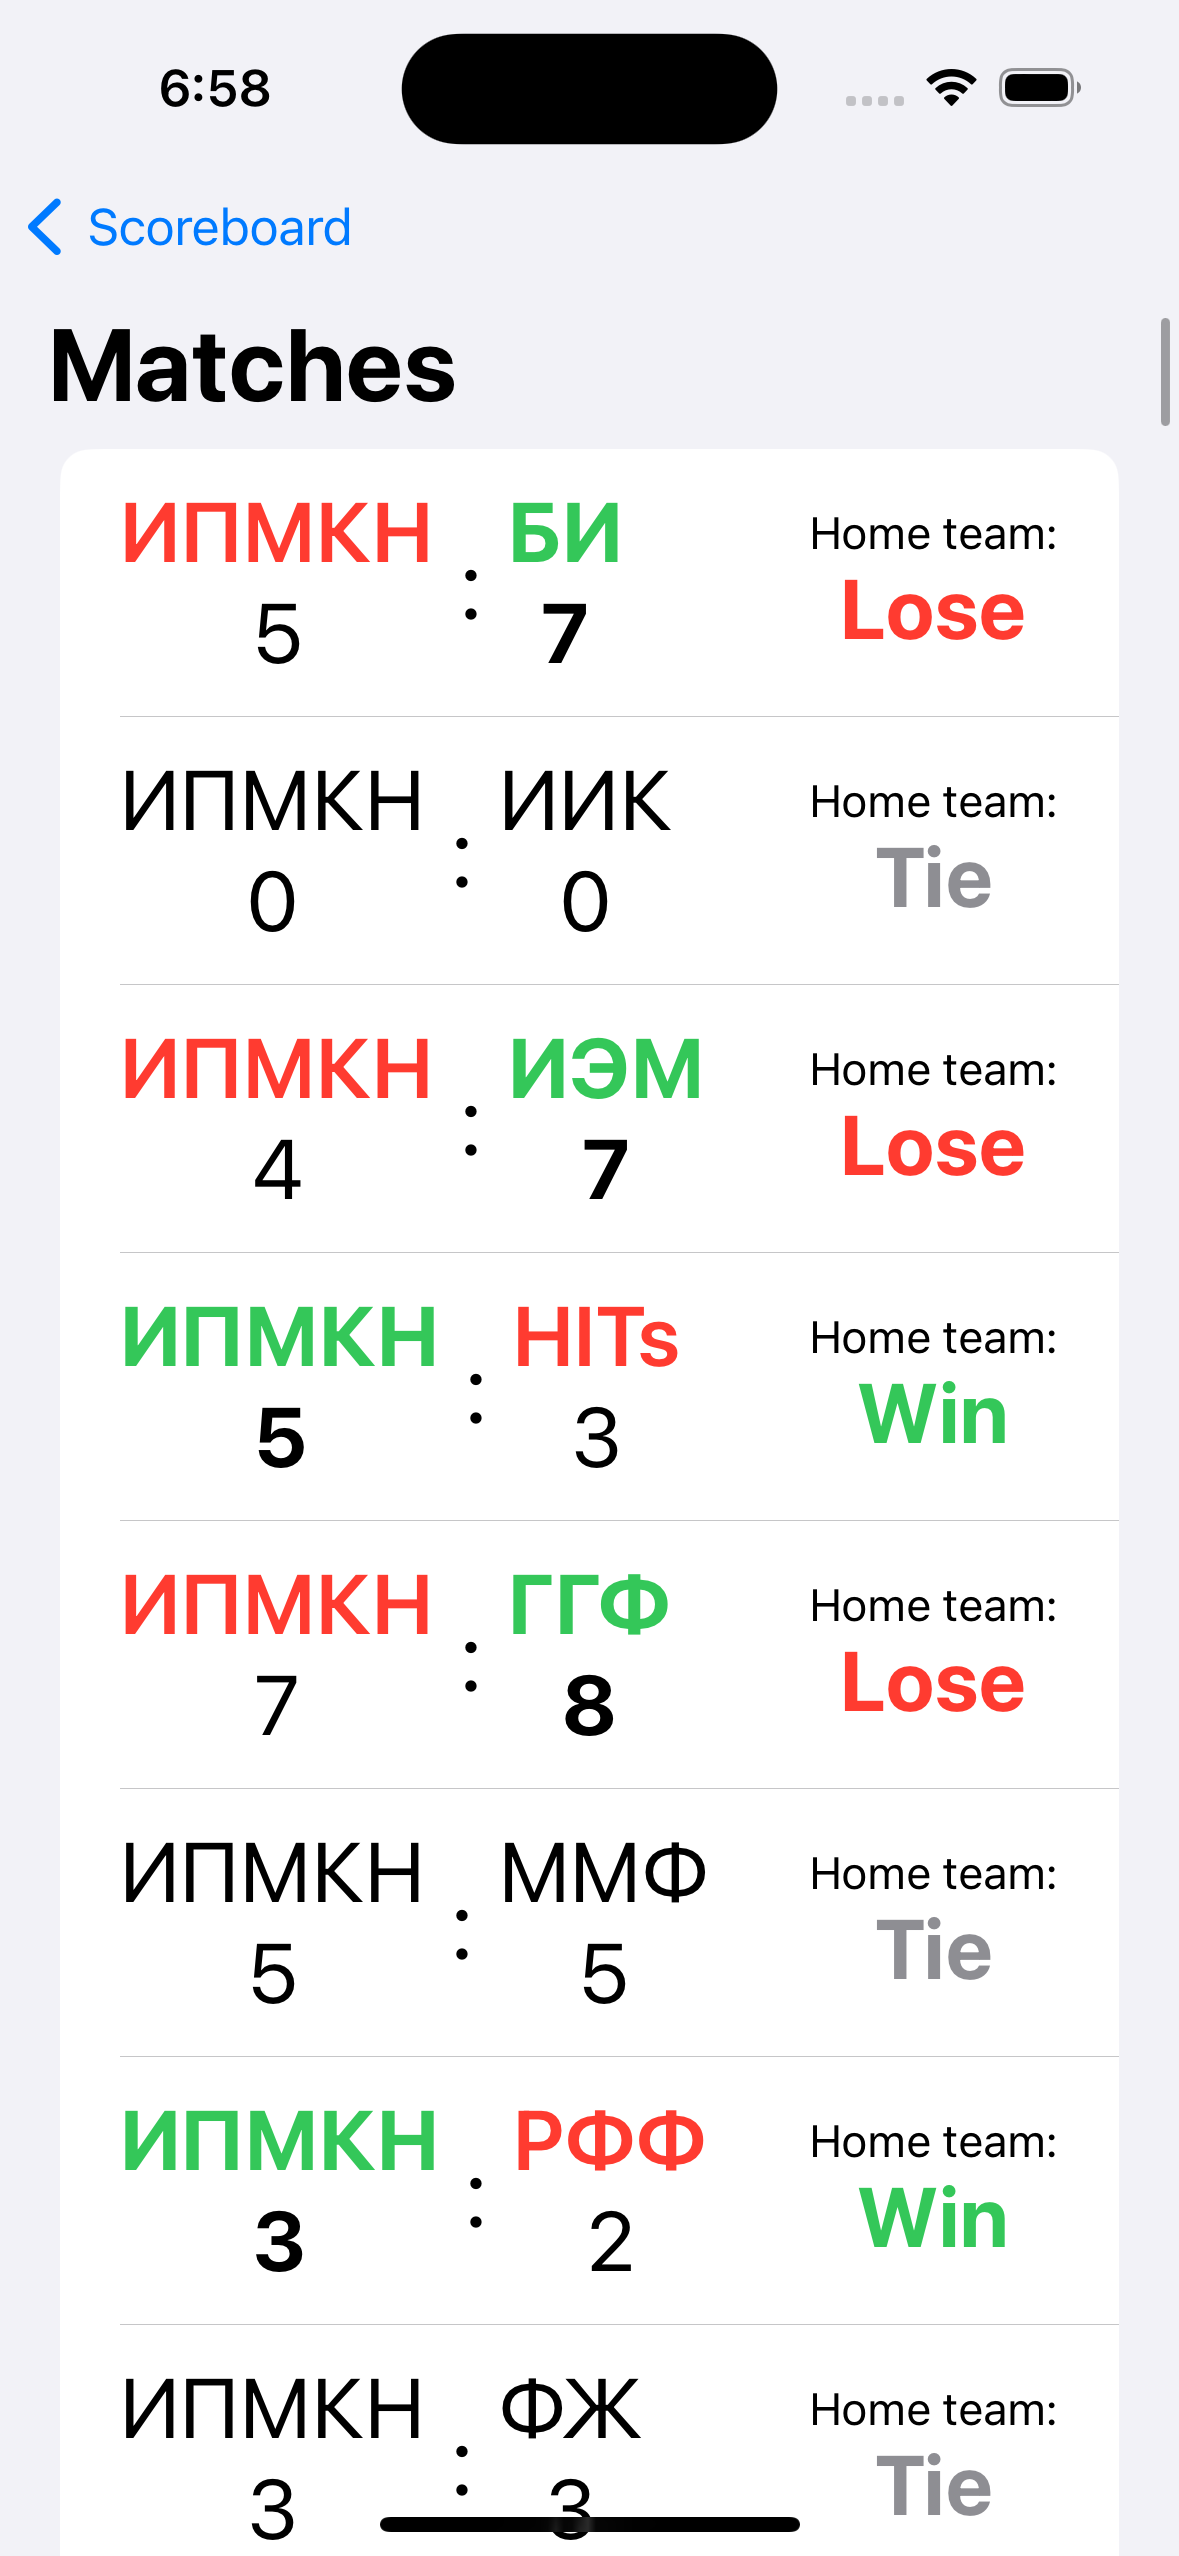 6:58
Scoreboard
Matches
ИПМКН : БИ
5 7
Home team:
Lose
ИПМКН : ИИК
0 0
Home team:
Tie
ИПМКН : ИЭМ
4 7
Home team:
Lose
ИПМКН : HITs
5 3
Home team:
Win
ИПМКН : ГГФ
7 8
Home team:
Lose
ИПМКН : ММФ
5 5
Home team:
Tie
ИПМКН : РФФ
3 2
Home team:
Win
ИПМКН : ФЖ
3 3
Home team:
Tie